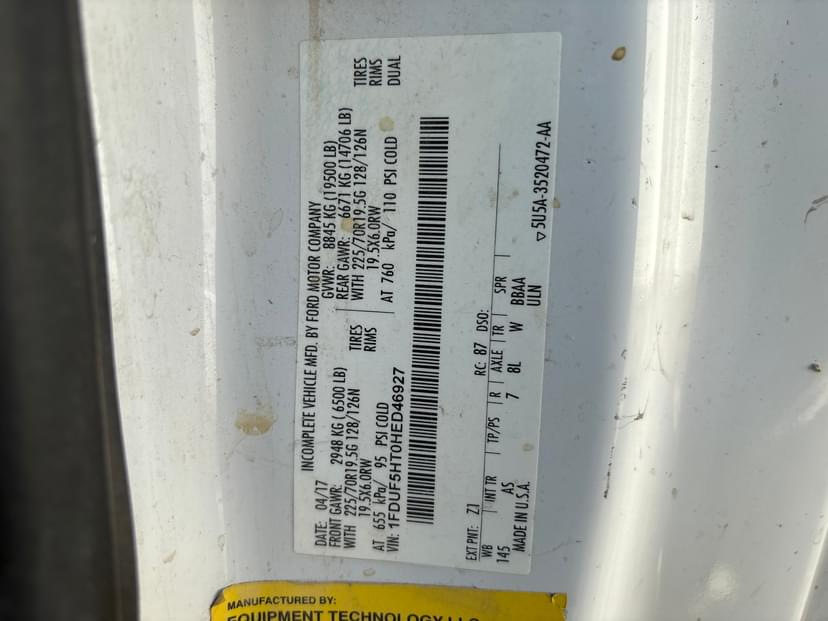 DATE: 04/17 INCOMPLETE VEHICLE MFD. BY FORD MOTOR COMPANY
GVWR: 8845 KG (19500 LB)
FRONT GAWR: 2948 KG ( 6500 LB) REAR GAWR: 6671 KG (14706 LB)
WITH 225/70R19.5G 128/126N TIRES WITH 225/70R19.5G 128/126N TIRES
19.5X6.0RW RIMS 19.5X6.0RW RIMS
AT 655 kPa/ 95 PSI COLD AT 760 kPa/ 110 PSI COLD DUAL
VIN: 1FDUF5HT0HED46927
EXT PNT: Z1 RC: 87 DSO:
WB INT TR TP/PS R AXLE TR SPR
145 AS 7 8L W BBAA
MADE IN U.S.A. ULN
▽5U5A-3520472-AA
MANUFACTURED BY:
EQUIPMENT TECHNOLOGY LLC